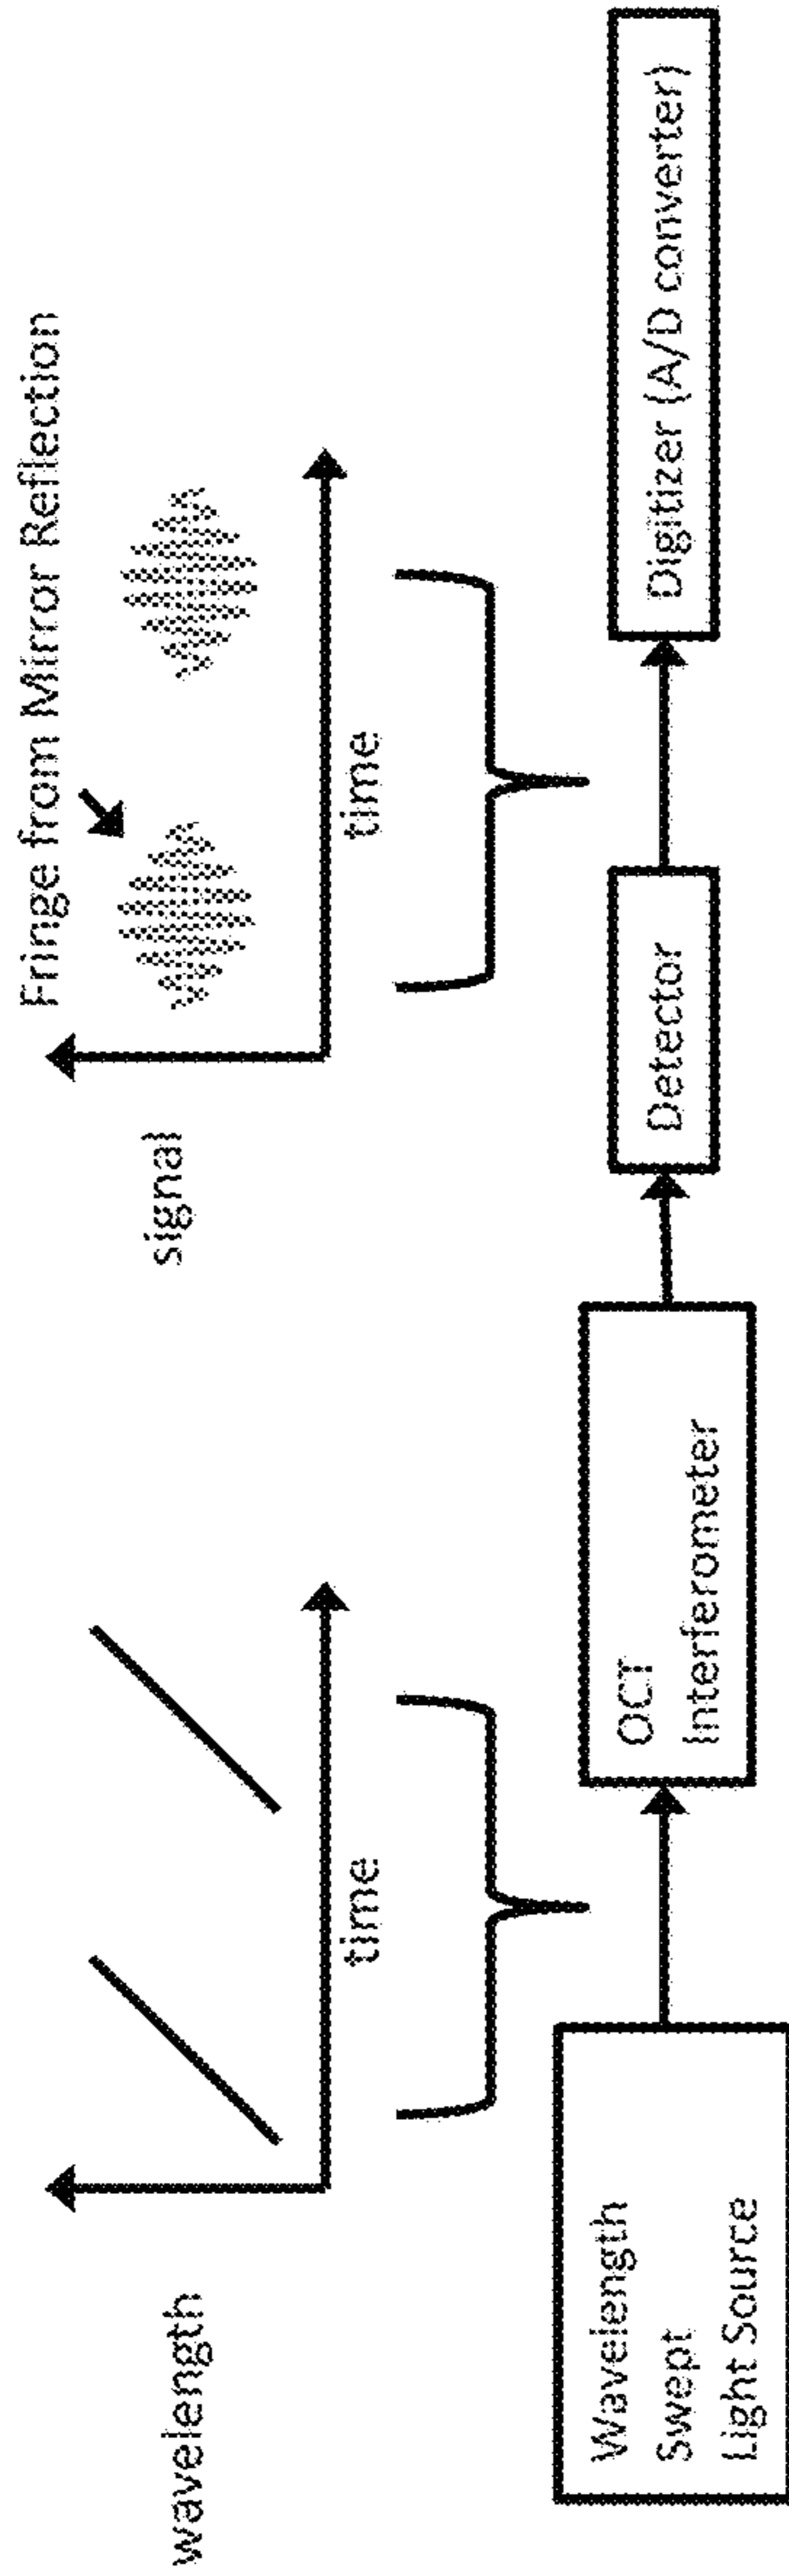 Fringe from Mirror Reflection
wavelength
signal
time
time
Wavelength
Swept
Light Source
OCT
Interferometer
Detector
Digitizer (A/D converter)